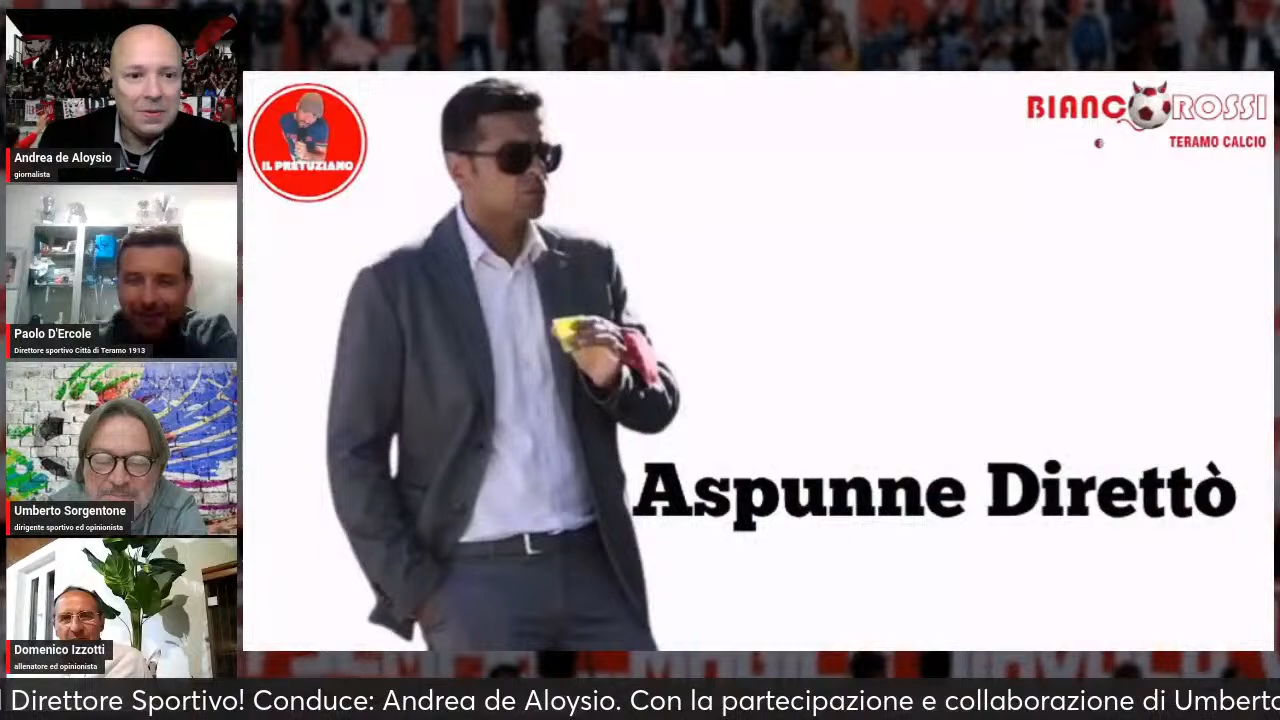 Andrea de Aloysio
giornalista
Paolo D'Ercole
Direttore sportivo Città di Teramo 1913
Umberto Sorgentone
dirigente sportivo ed opinionista
Domenico Izzotti
allenatore ed opinionista
IL PRETUZIANO
BIANCOROSSI
TERAMO CALCIO
Aspunne Direttò
l Direttore Sportivo! Conduce: Andrea de Aloysio. Con la partecipazione e collaborazione di Umberto